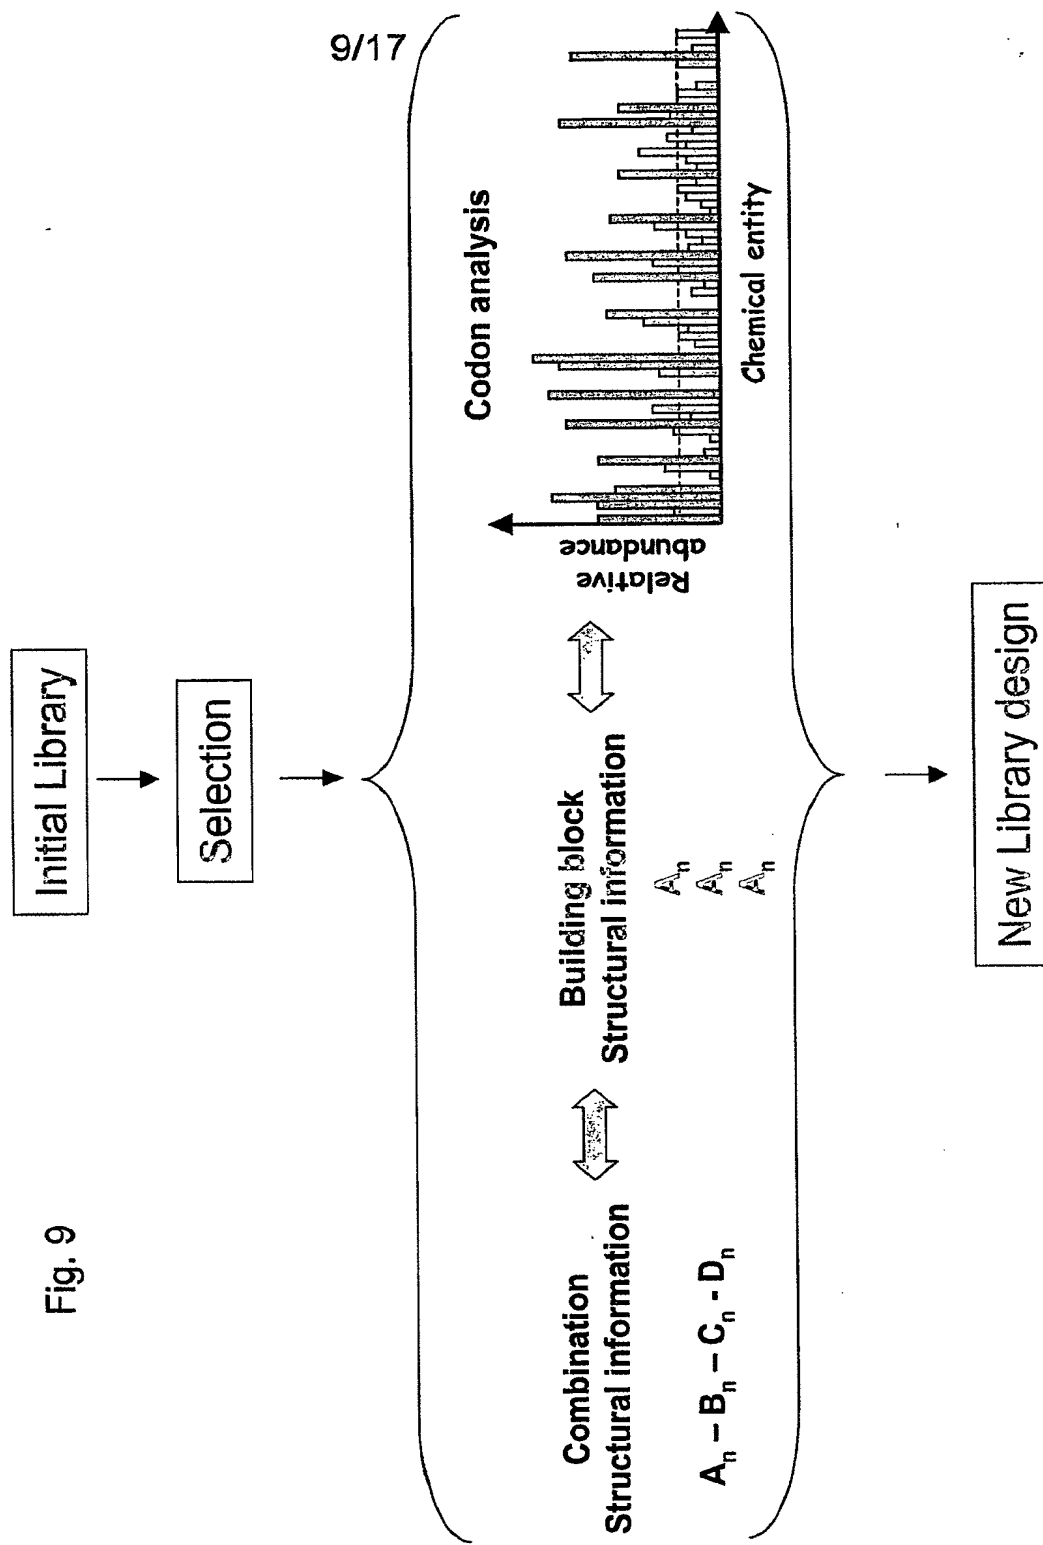 9/17
Fig. 9
Initial Library
Selection
Combination
Structural information
Aₙ – Bₙ – Cₙ - Dₙ
Building block
Structural information
Aₙ
Aₙ
Aₙ
Codon analysis
Relative
abundance
Chemical entity
New Library design